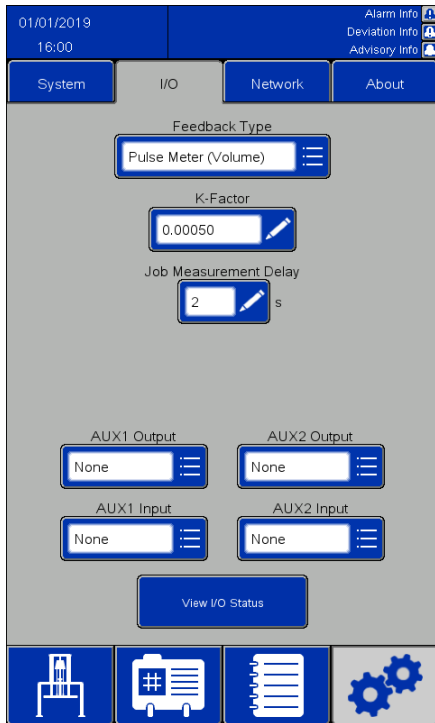 01/01/2019
16:00
Alarm Info
Deviation Info
Advisory Info
System
I/O
Network
About
Feedback Type
Pulse Meter (Volume)
K-Factor
0.00050
Job Measurement Delay
2 s
AUX1 Output
AUX2 Output
None
None
AUX1 Input
AUX2 Input
None
None
View I/O Status
#